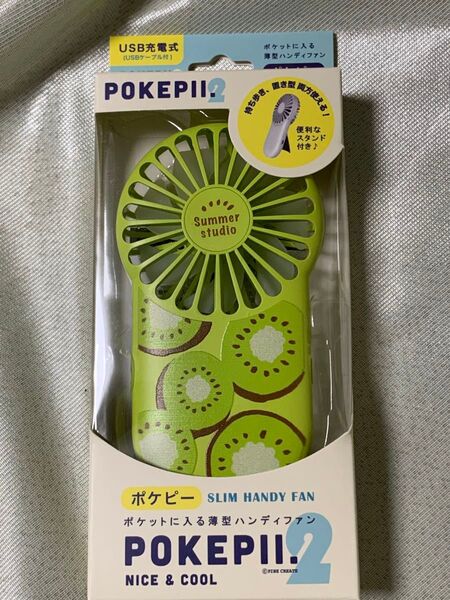 USB充電式
(USBケーブル付)
ポケットに入る
薄型ハンディファン
POKEPII.2
持ち歩き、置き型 両方使える！
便利な
スタンド
付き♪
Summer
studio
ポケピー SLIM HANDY FAN
ポケットに入る薄型ハンディファン
POKEPII.2
NICE & COOL
©FINE CREATE